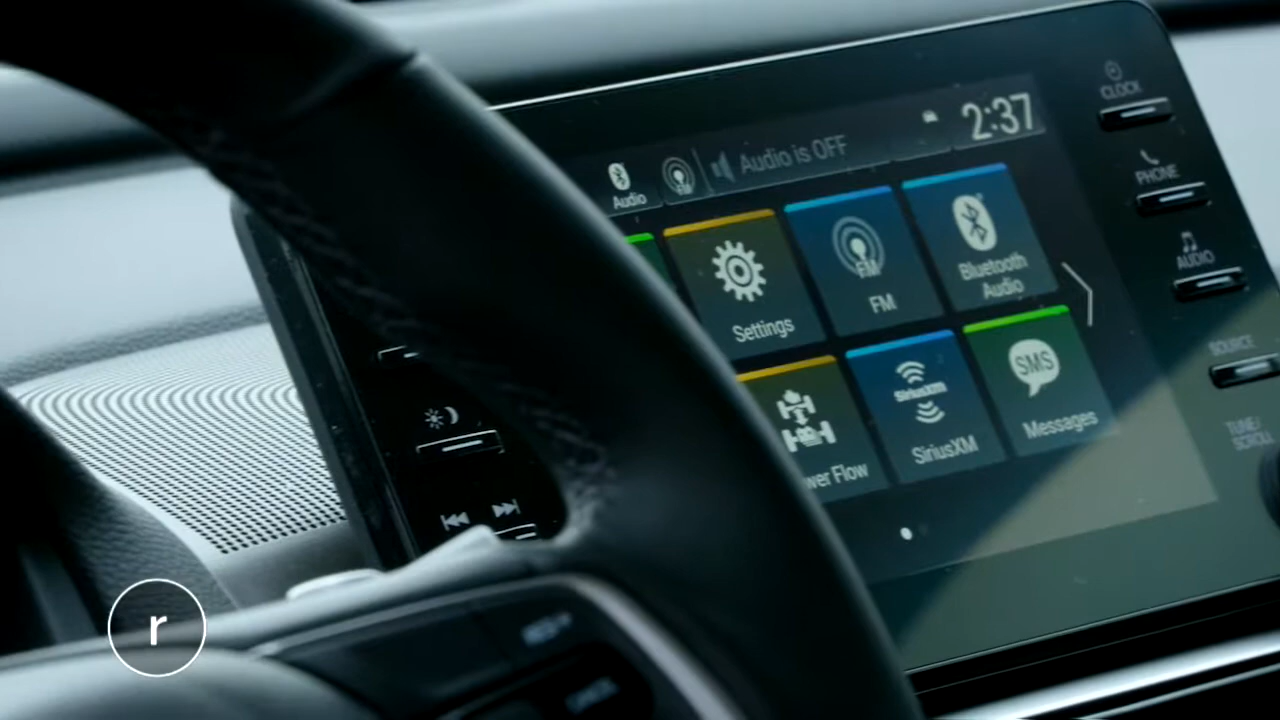 CLOCK
2:37
Audio is OFF
Audio
FM
PHONE
AUDIO
Settings
FM
FM
Bluetooth
Audio
SOURCE
TUNE/
SCROLL
SiriusXM
SMS
wer Flow
SiriusXM
Messages
r